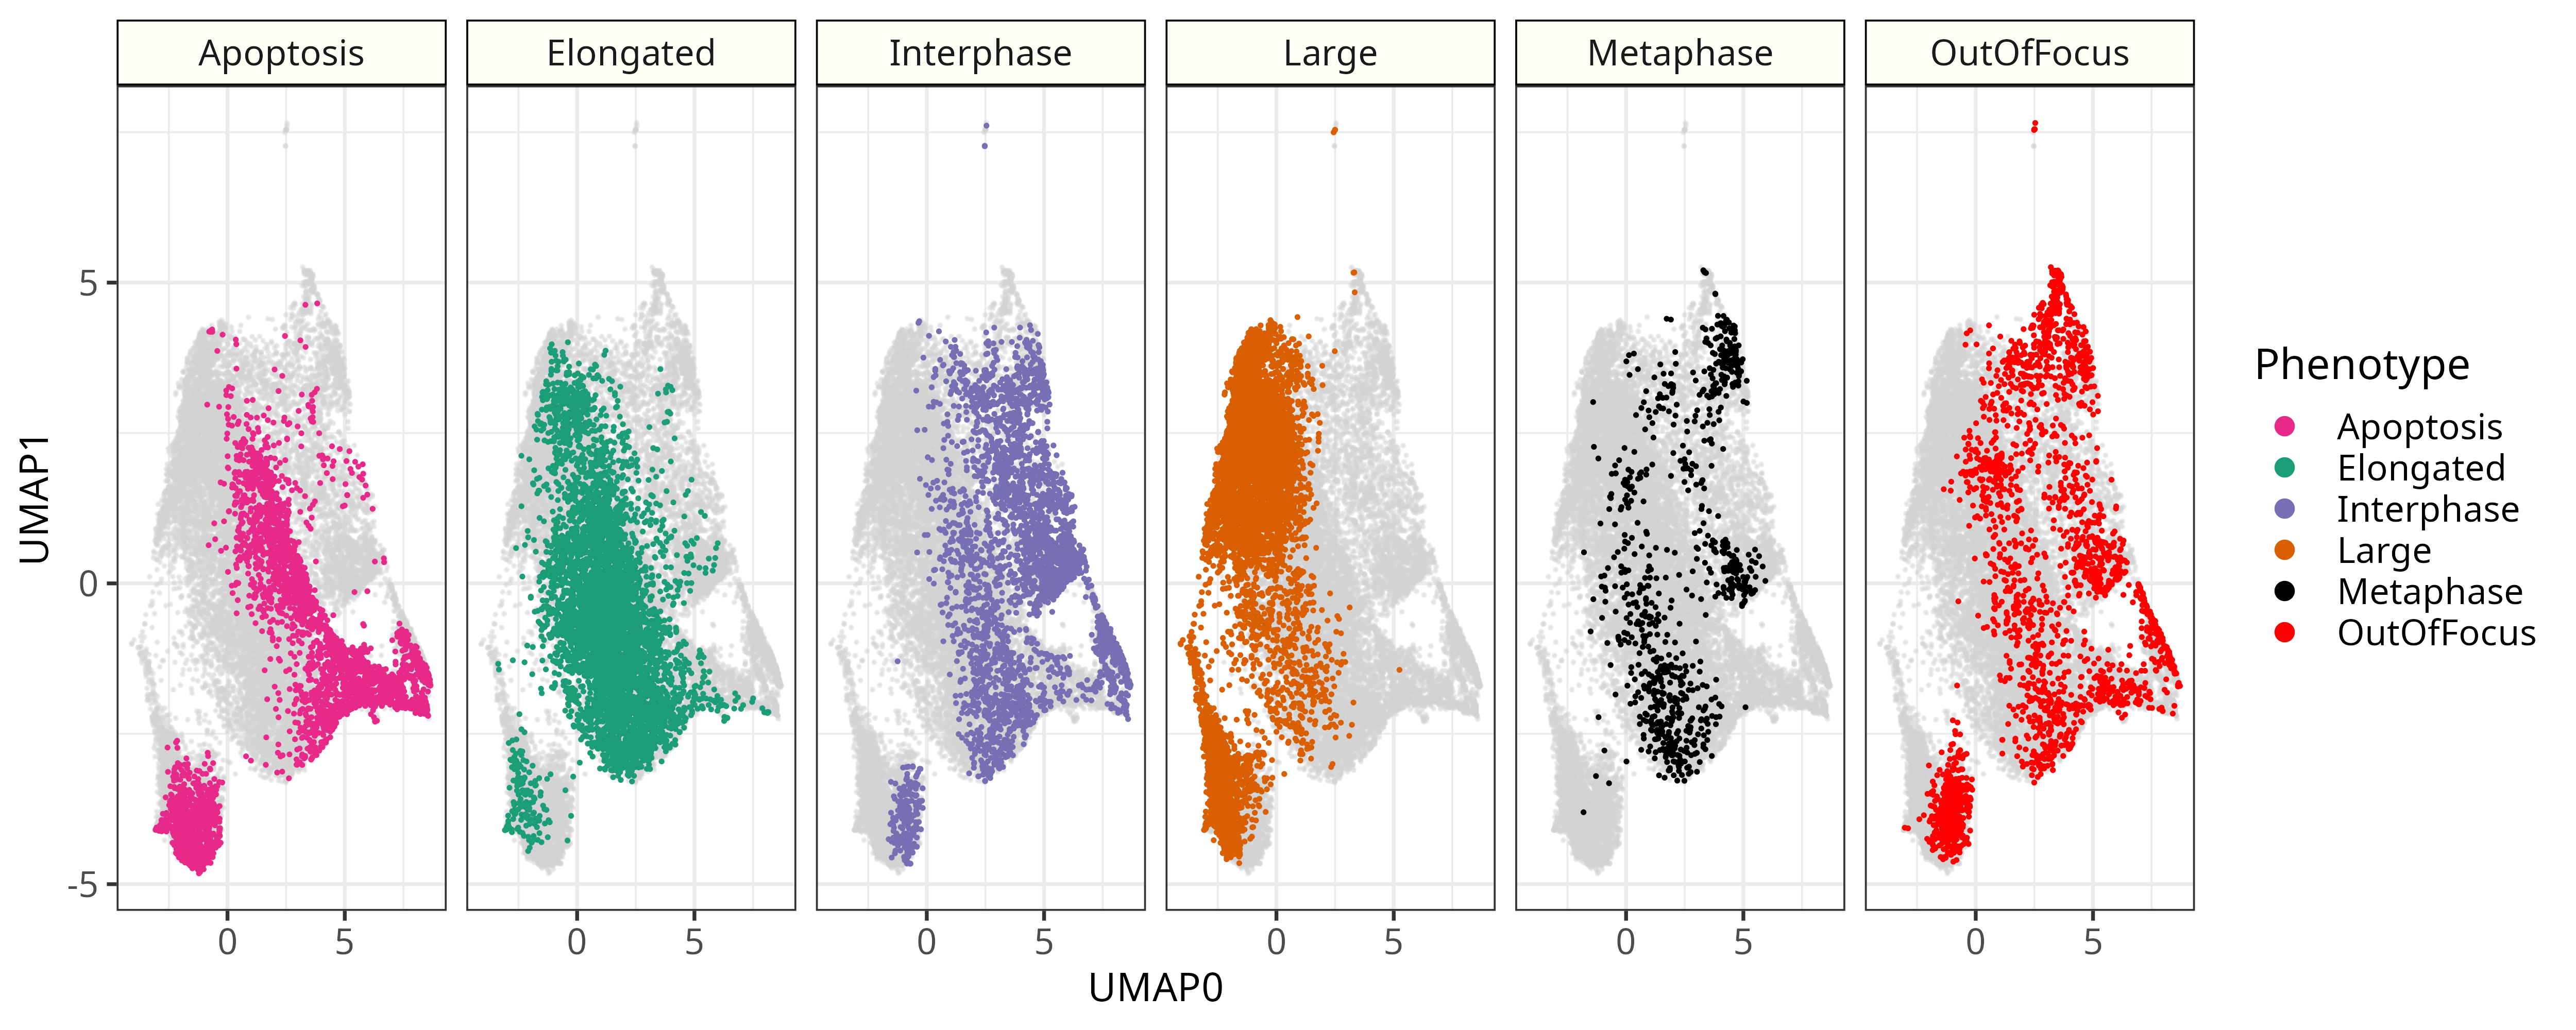 Apoptosis Elongated Interphase Large Metaphase OutOfFocus
UMAP1
5
0
-5
0 5 0 5 0 5 0 5 0 5 0 5
UMAP0
Phenotype
Apoptosis
Elongated
Interphase
Large
Metaphase
OutOfFocus